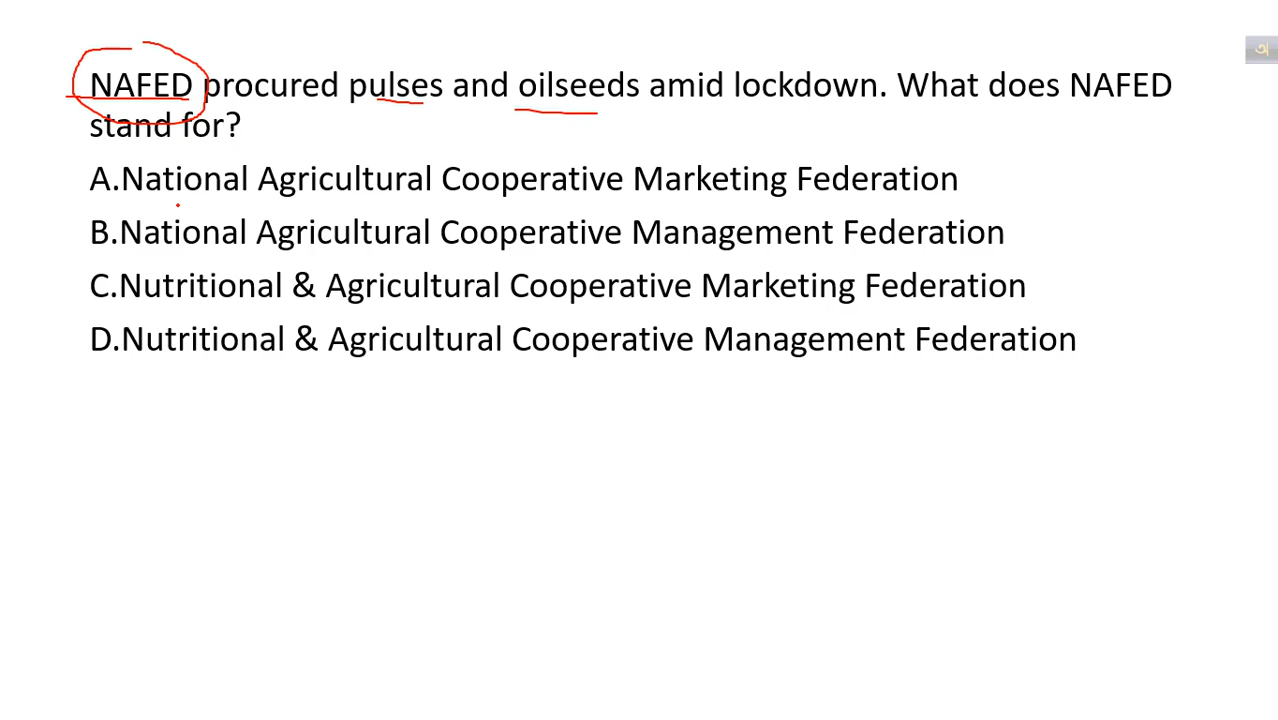 NAFED procured pulses and oilseeds amid lockdown. What does NAFED
stand for?
A.National Agricultural Cooperative Marketing Federation
B.National Agricultural Cooperative Management Federation
C.Nutritional & Agricultural Cooperative Marketing Federation
D.Nutritional & Agricultural Cooperative Management Federation